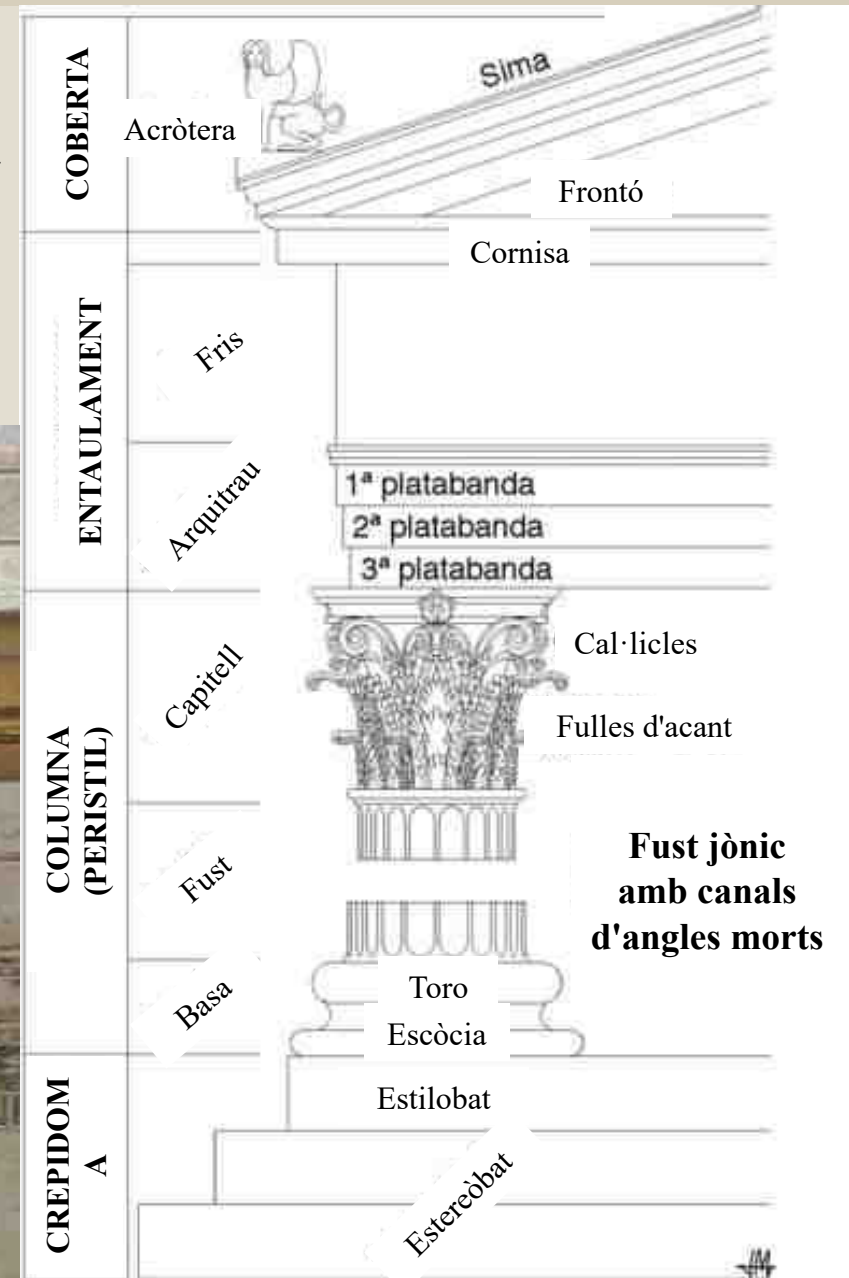 COBERTA
Acròtera
Sima
Frontó
Cornisa
ENTAULAMENT
Fris
Arquitrau
1ª platabanda
2ª platabanda
3ª platabanda
COLUMNA
(PERISTIL)
Capitell
Cal·licles
Fulles d'acant
Fust
Fust jònic
amb canals
d'angles morts
Basa
Toro
Escòcia
CREPIDOM
A
Estilobat
Estereòbat